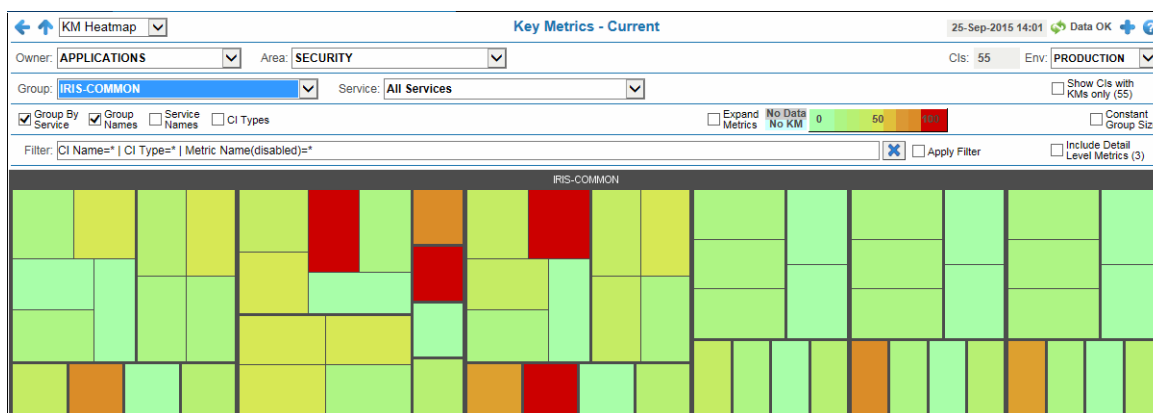 KM Heatmap
Key Metrics - Current
25-Sep-2015 14:01
Data OK
Owner: APPLICATIONS
Area: SECURITY
CIs: 55
Env: PRODUCTION
Group: IRIS-COMMON
Service: All Services
Show CIs with
KMs only (55)
Group By
Service
Group
Names
Service
Names
CI Types
Expand
Metrics
No Data
No KM
0
50
100
Constant
Group Siz
Filter: CI Name=* | CI Type=* | Metric Name(disabled)=*
Apply Filter
Include Detail
Level Metrics (3)
IRIS-COMMON